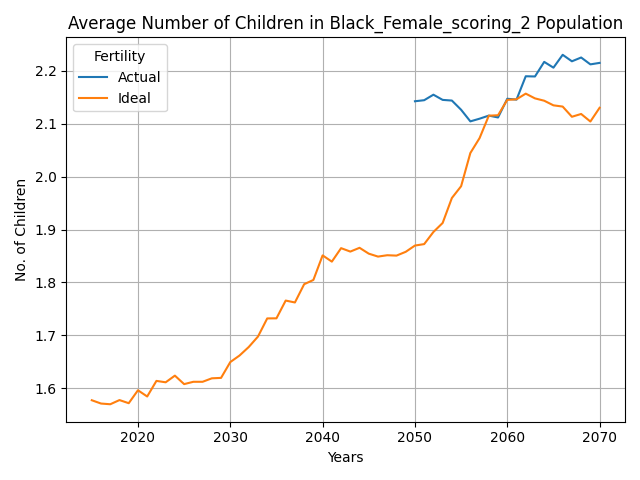 Average Number of Children in Black_Female_scoring_2 Population
Fertility
Actual
Ideal
No. of Children
2.2
2.1
2.0
1.9
1.8
1.7
1.6
2020
2030
2040
2050
2060
2070
Years